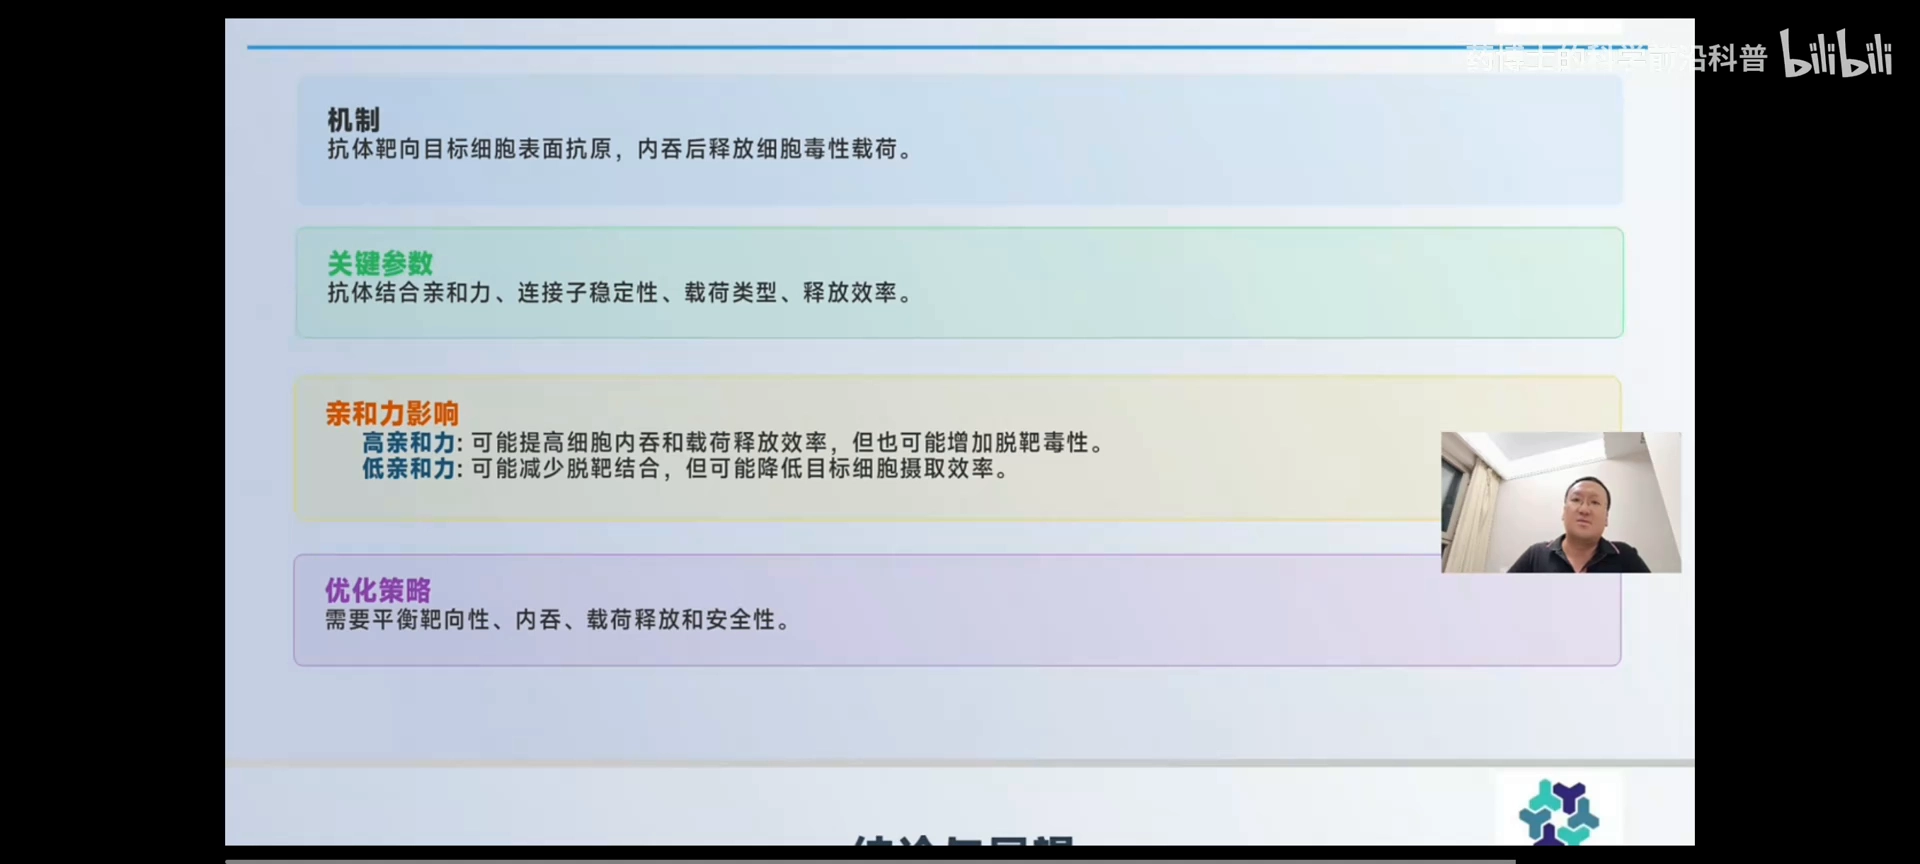 药博士的科学前沿科普 bilibili
机制
抗体靶向目标细胞表面抗原，内吞后释放细胞毒性载荷。
关键参数
抗体结合亲和力、连接子稳定性、载荷类型、释放效率。
亲和力影响
高亲和力: 可能提高细胞内吞和载荷释放效率，但也可能增加脱靶毒性。
低亲和力: 可能减少脱靶结合，但可能降低目标细胞摄取效率。
优化策略
需要平衡靶向性、内吞、载荷释放和安全性。